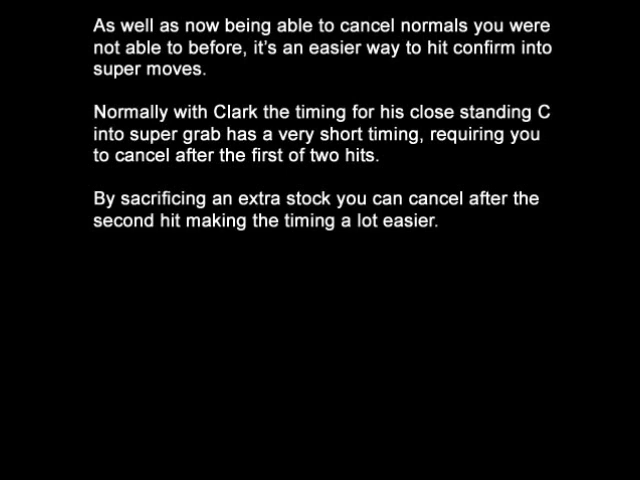 As well as now being able to cancel normals you were
not able to before, it's an easier way to hit confirm into
super moves.
Normally with Clark the timing for his close standing C
into super grab has a very short timing, requiring you
to cancel after the first of two hits.
By sacrificing an extra stock you can cancel after the
second hit making the timing a lot easier.